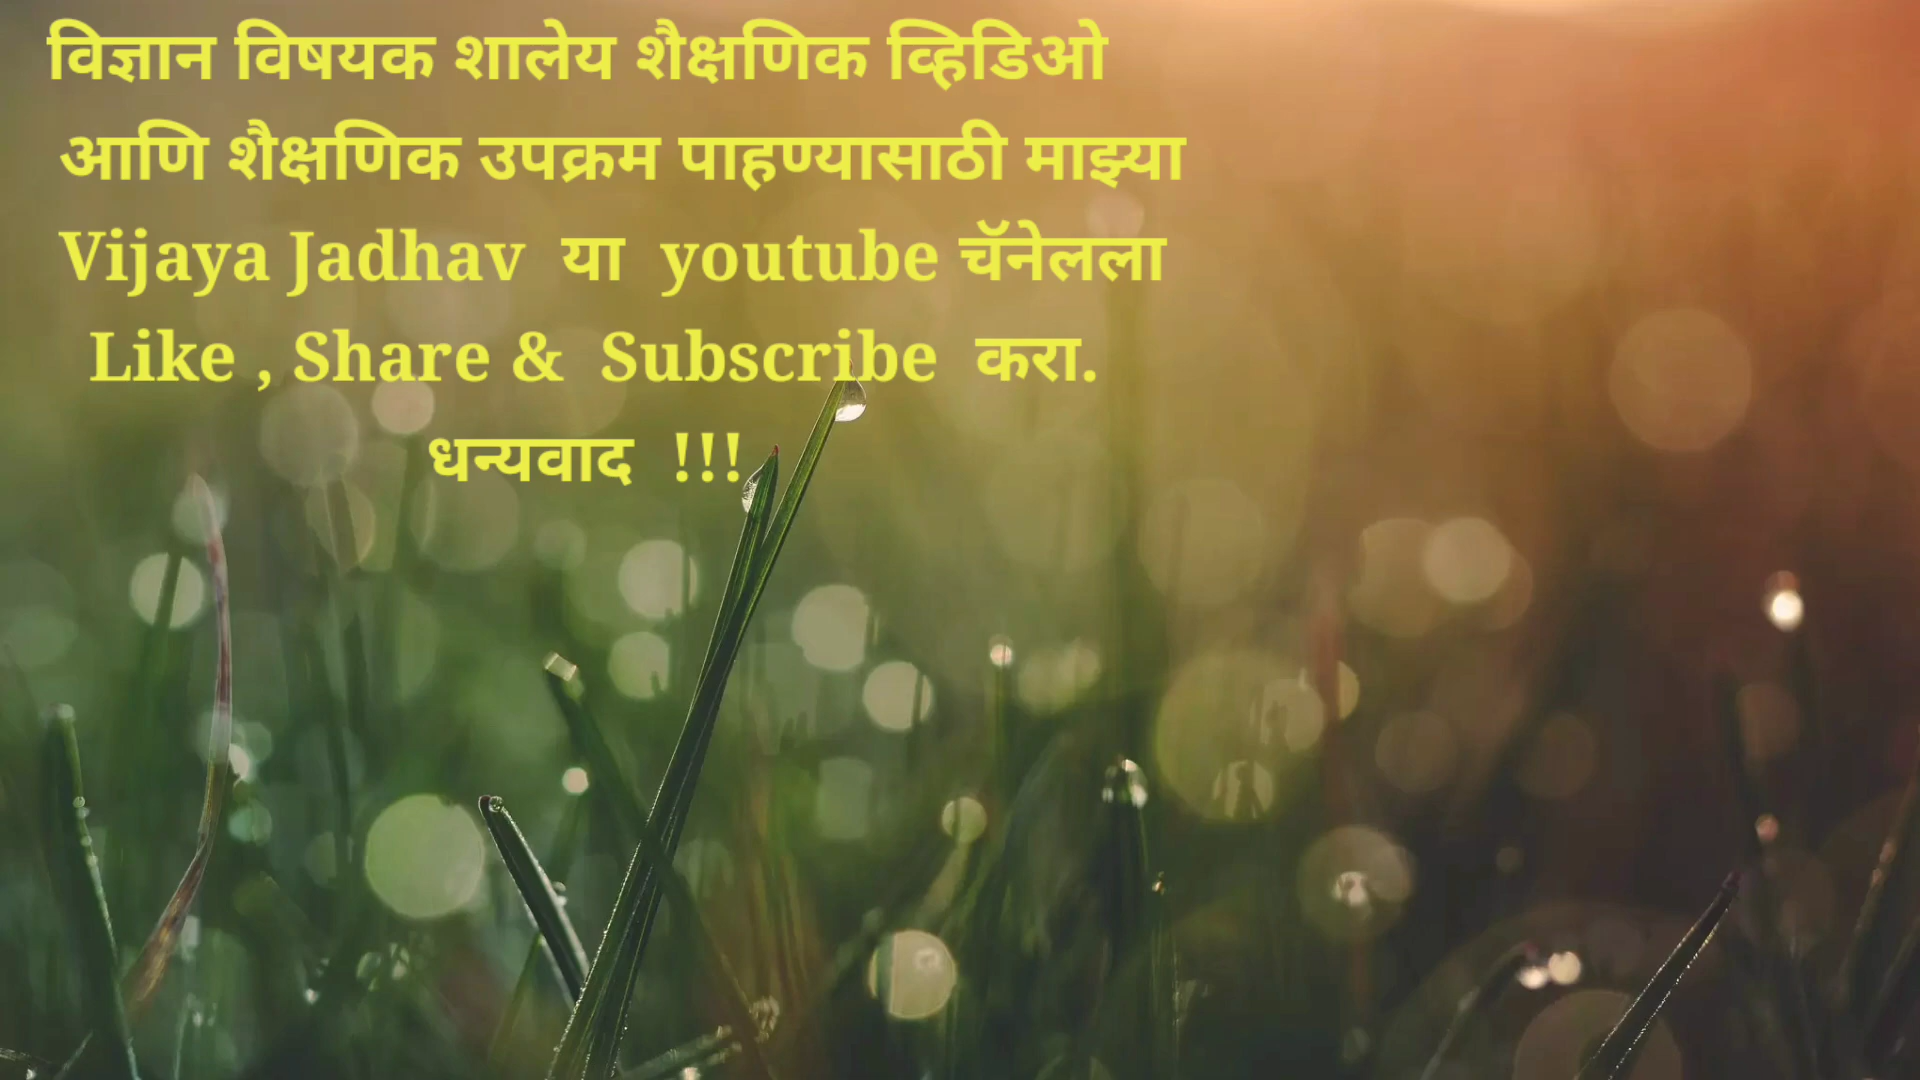 विज्ञान विषयक शालेय शैक्षणिक व्हिडिओ
आणि शैक्षणिक उपक्रम पाहण्यासाठी माझ्या
Vijaya Jadhav या youtube चॅनेलला
Like , Share & Subscribe करा.
धन्यवाद !!!